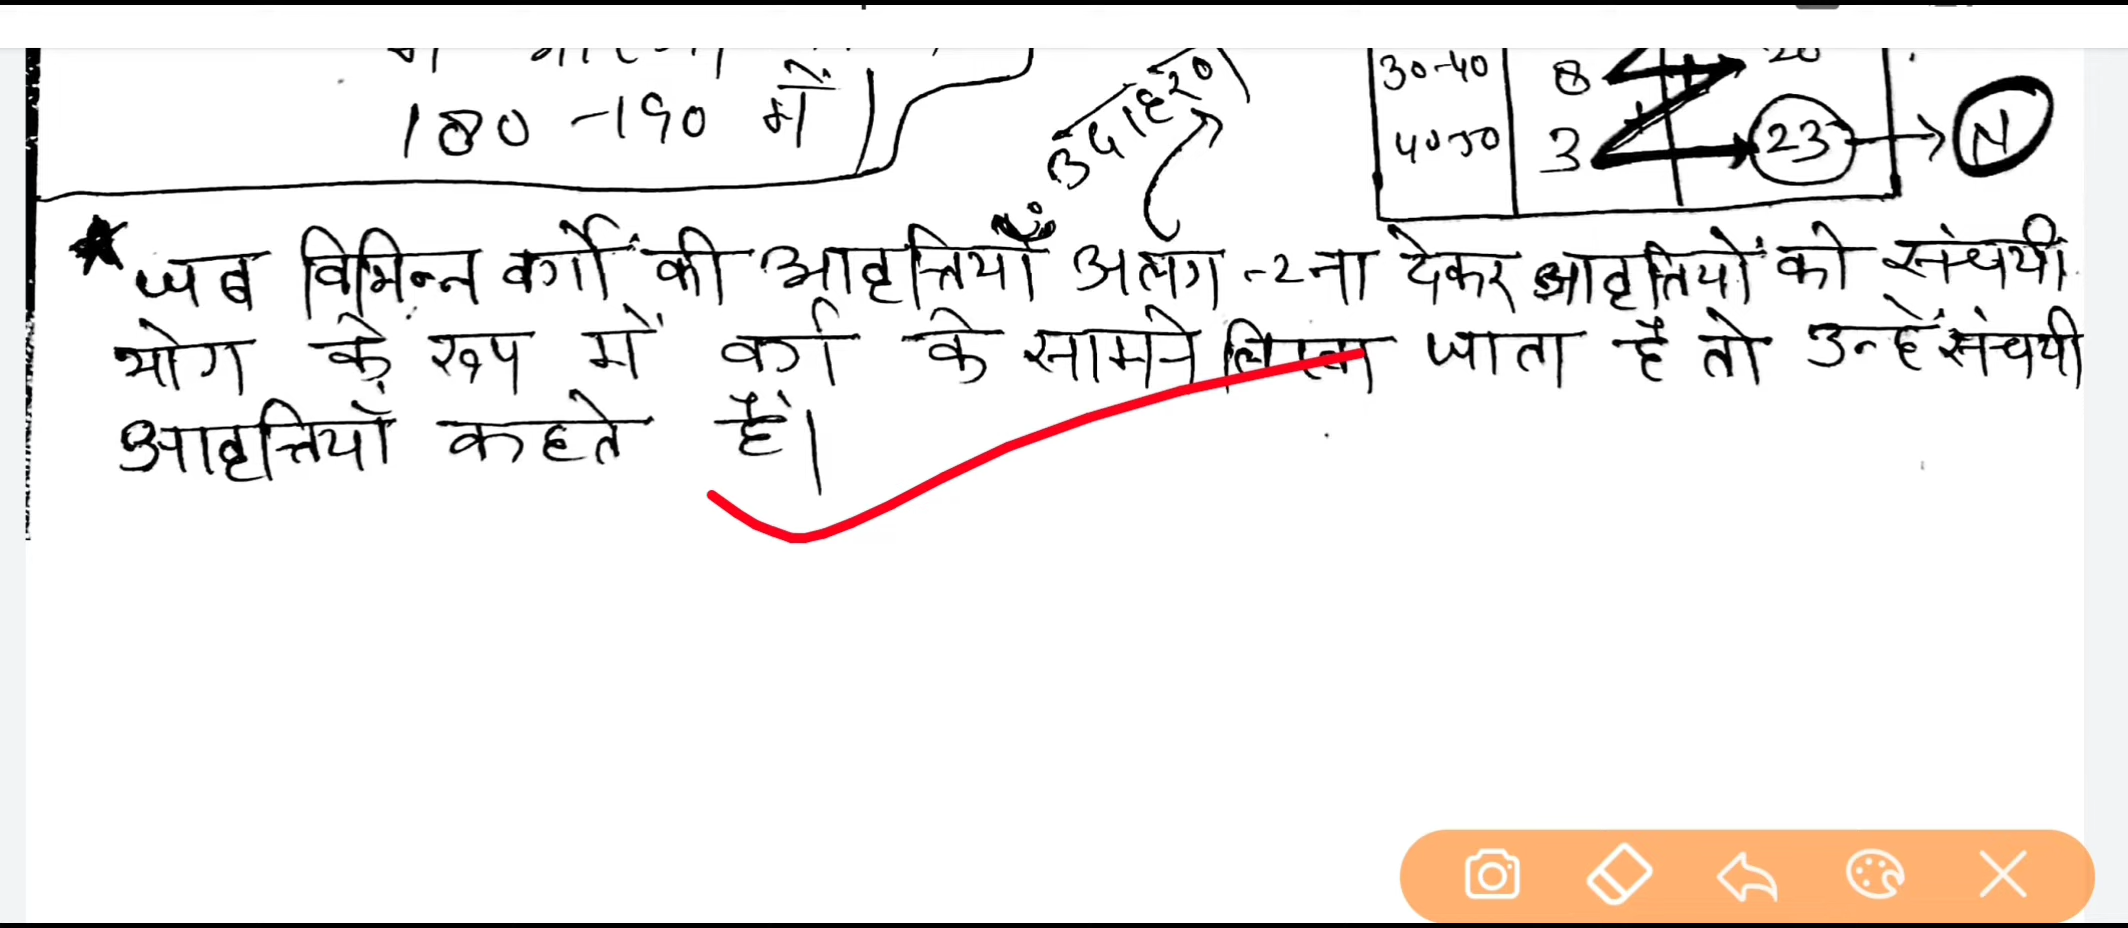 180 -190 में
उदाहरण
30-40 8 20
40-50 3 23 → N
* जब विभिन्न वर्गों की आवृत्तियाँ अलग -2 ना देकर आवृत्तियों को संचयी
योग के रूप में वर्ग के सामने लिखा जाता है तो उन्हें संचयी
आवृत्तियाँ कहते हैं।